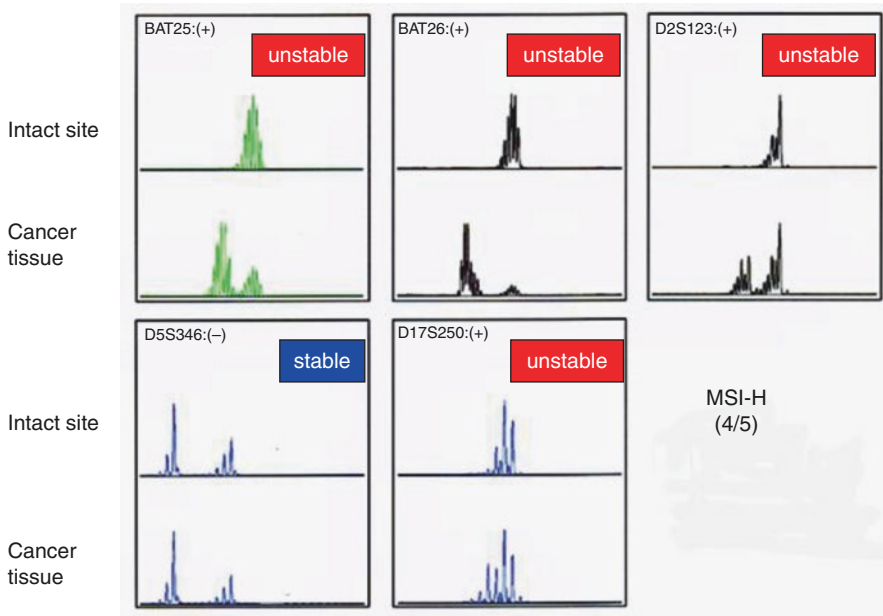 BAT25:(+)
unstable
BAT26:(+)
unstable
D2S123:(+)
unstable
Intact site
Cancer
tissue
D5S346:(–)
stable
D17S250:(+)
unstable
MSI-H
(4/5)
Intact site
Cancer
tissue